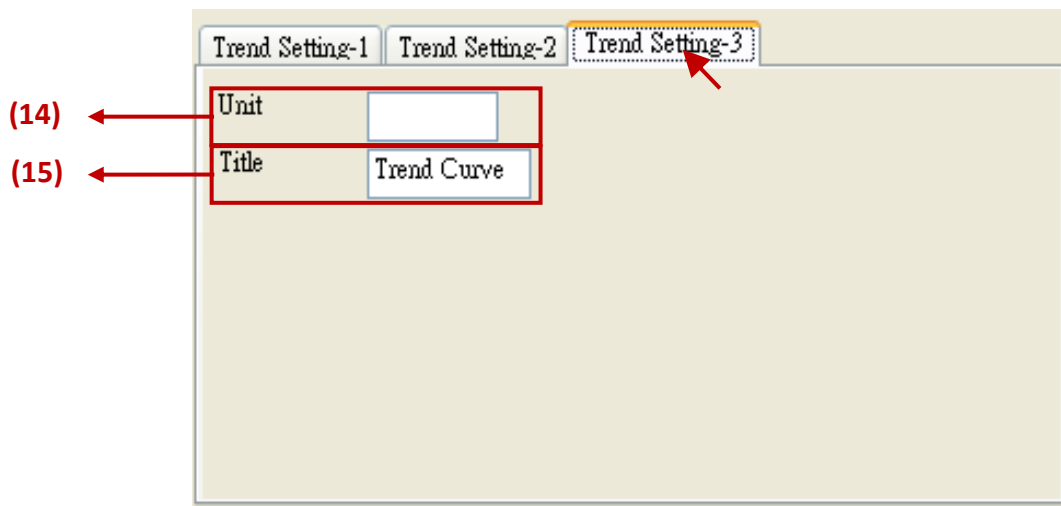 Trend Setting-1 Trend Setting-2 Trend Setting-3
(14) Unit
(15) Title Trend Curve